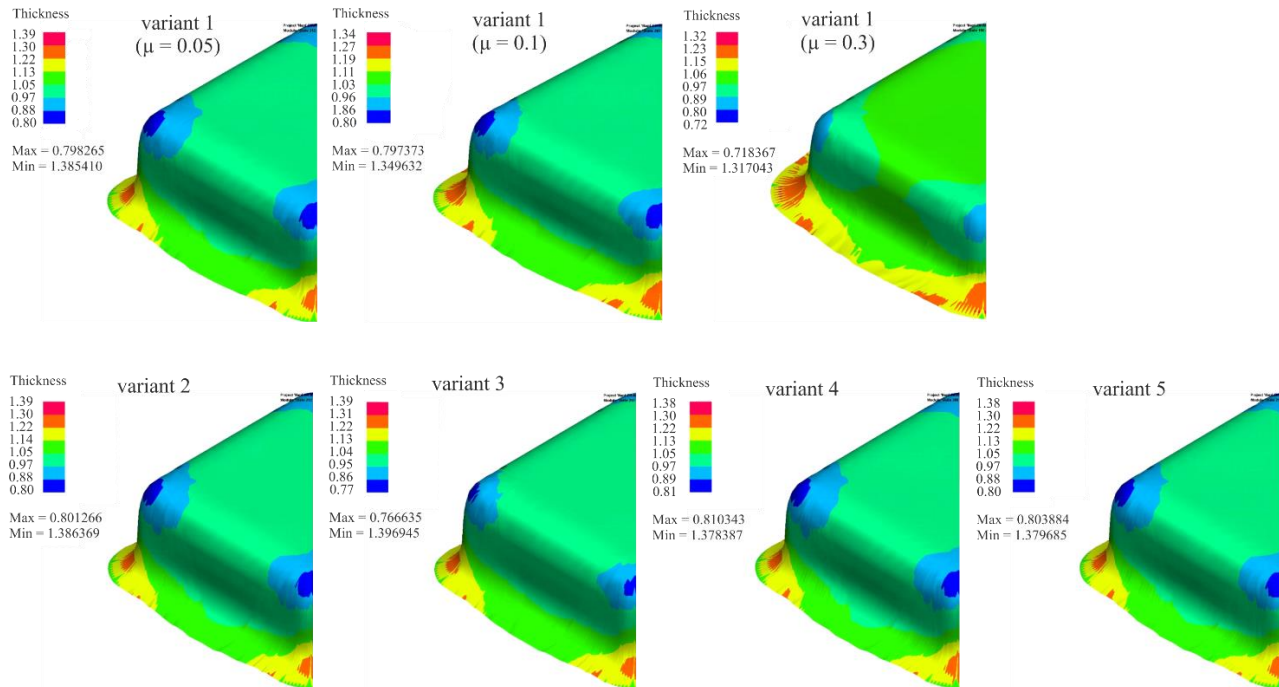 Thickness
variant 1
(μ = 0.05)
1.39
1.30
1.22
1.13
1.05
0.96
0.88
0.80
Max = 0.798265
Min = 1.385410
Thickness
variant 1
(μ = 0.1)
1.34
1.27
1.19
1.11
1.03
0.96
1.86
0.80
Max = 0.797373
Min = 1.349632
Thickness
variant 1
(μ = 0.3)
1.32
1.23
1.15
1.06
0.97
0.89
0.80
0.72
Max = 0.718367
Min = 1.317043
Thickness
variant 2
1.39
1.30
1.22
1.14
1.05
0.97
0.88
0.80
Max = 0.801266
Min = 1.386369
Thickness
variant 3
1.39
1.31
1.22
1.13
1.04
0.95
0.86
0.77
Max = 0.766635
Min = 1.396945
Thickness
variant 4
1.38
1.30
1.22
1.13
1.05
0.97
0.89
0.81
Max = 0.810343
Min = 1.378387
Thickness
variant 5
1.38
1.30
1.22
1.13
1.05
0.97
0.88
0.80
Max = 0.803884
Min = 1.379685